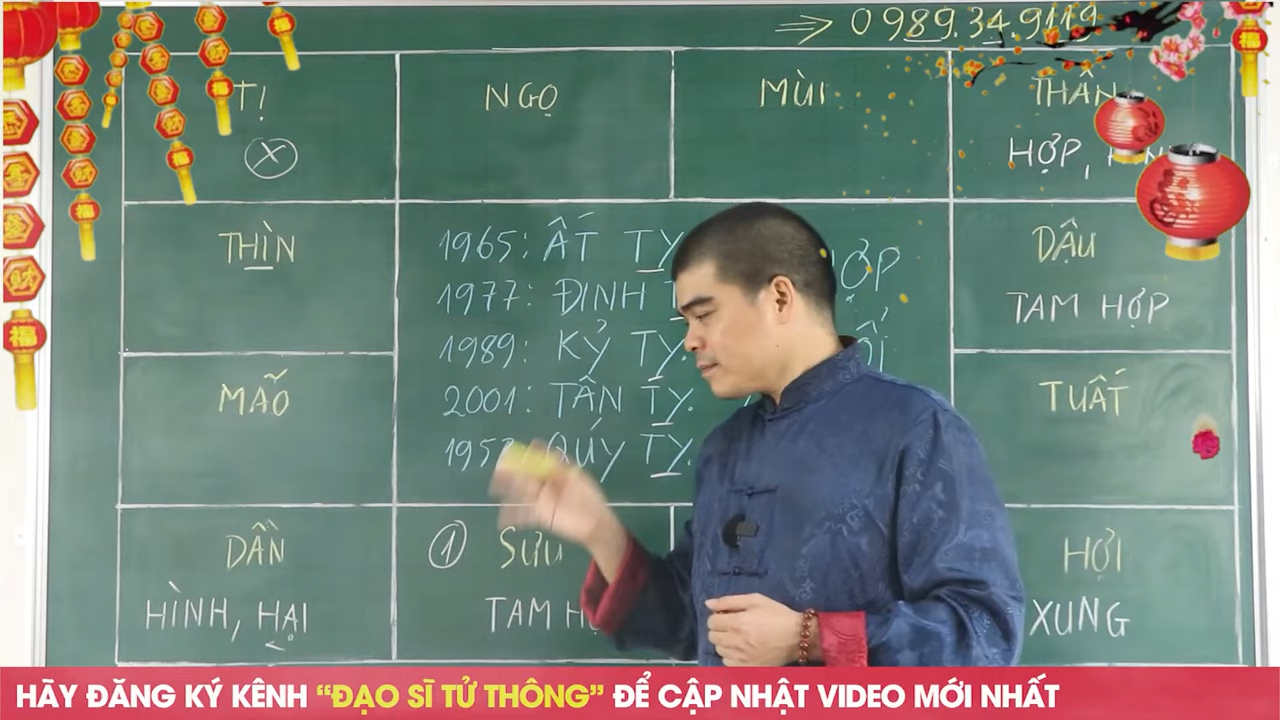 ⇒ 0989.34.9119
TỊ
X
NGỌ
MÙI
THÂN
HỢP,
THÌN
1965: ẤT TỴ
HỢP
DẬU
TAM HỢP
1977: ĐINH
1989: KỶ TỴ.
MÃO
2001: TÂN TỴ.
TUẤT
QUÝ TỴ.
DẦN
HÌNH, HẠI
① SỬU
TAM
HỢI
XUNG
HÃY ĐĂNG KÝ KÊNH “ĐẠO SĨ TỬ THÔNG” ĐỂ CẬP NHẬT VIDEO MỚI NHẤT